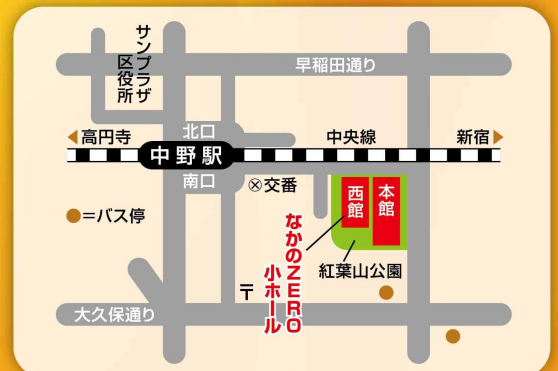 サンプラザ
区役所
早稲田通り
北口
高円寺
中央線
新宿
中野駅
南口
交番
西館
本館
●=バス停
なかのZERO
小ホール
紅葉山公園
〒
大久保通り